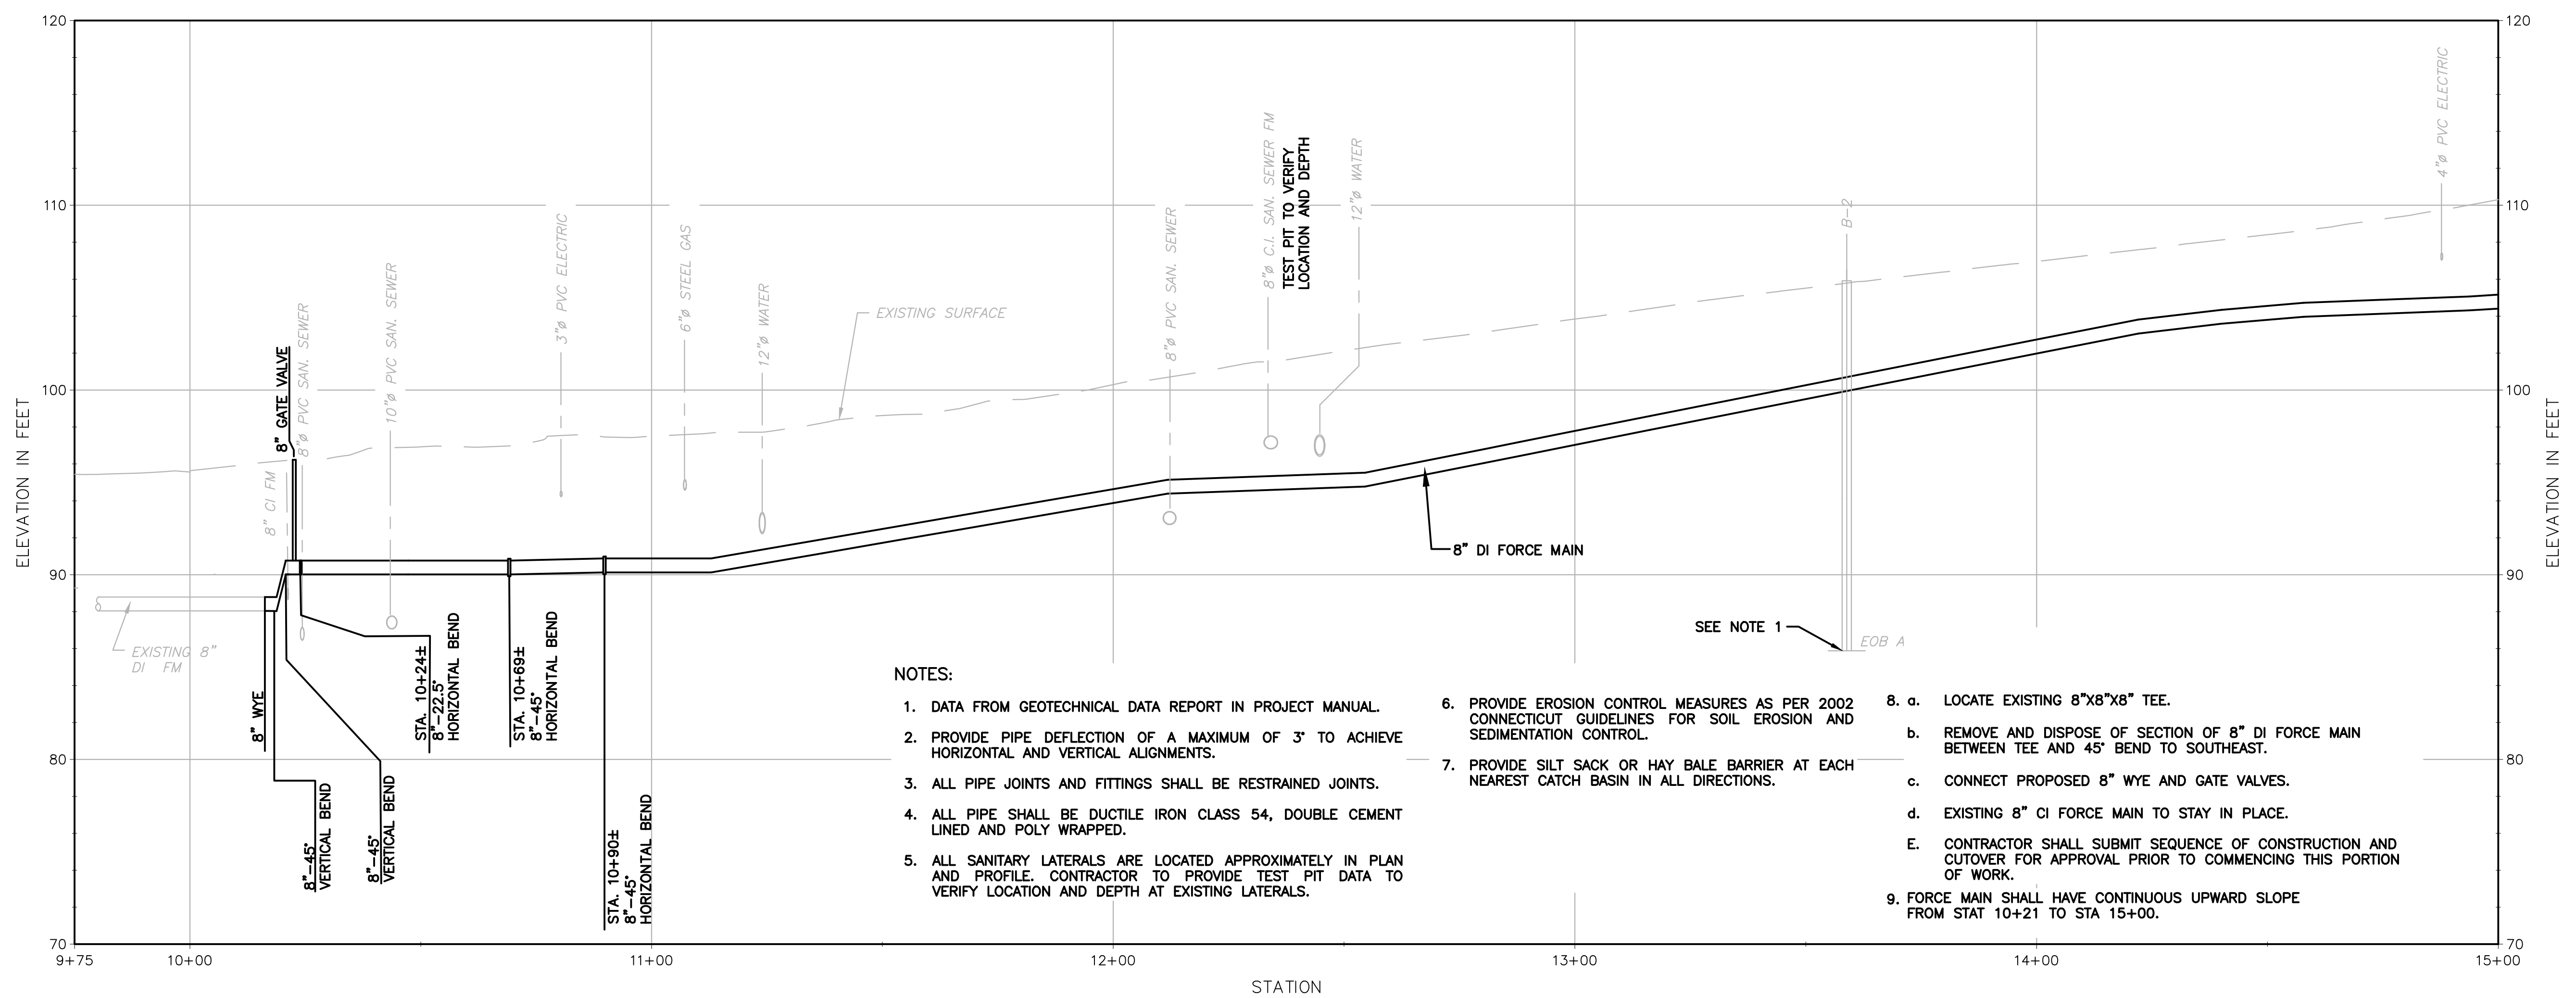 120
110
100
90
80
70
ELEVATION IN FEET
120
110
100
90
80
70
ELEVATION IN FEET
9+75
10+00
11+00
12+00
13+00
14+00
15+00
STATION
8" CI FM
8" GATE VALVE
8"ø PVC SAN. SEWER
10"ø PVC SAN. SEWER
3"ø PVC ELECTRIC
6"ø STEEL GAS
12"ø WATER
EXISTING SURFACE
8"ø PVC SAN. SEWER
8"ø C.I. SAN. SEWER FM
TEST PIT TO VERIFY
LOCATION AND DEPTH
12"ø WATER
B-2
4"ø PVC ELECTRIC
8" DI FORCE MAIN
SEE NOTE 1
EOB A
EXISTING 8"
DI FM
8" WYE
8"-45°
VERTICAL BEND
8"-45°
VERTICAL BEND
STA. 10+24±
8"-22.5°
HORIZONTAL BEND
STA. 10+69±
8"-45°
HORIZONTAL BEND
STA. 10+90±
8"-45°
HORIZONTAL BEND
NOTES:
1. DATA FROM GEOTECHNICAL DATA REPORT IN PROJECT MANUAL.
2. PROVIDE PIPE DEFLECTION OF A MAXIMUM OF 3° TO ACHIEVE
HORIZONTAL AND VERTICAL ALIGNMENTS.
3. ALL PIPE JOINTS AND FITTINGS SHALL BE RESTRAINED JOINTS.
4. ALL PIPE SHALL BE DUCTILE IRON CLASS 54, DOUBLE CEMENT
LINED AND POLY WRAPPED.
5. ALL SANITARY LATERALS ARE LOCATED APPROXIMATELY IN PLAN
AND PROFILE. CONTRACTOR TO PROVIDE TEST PIT DATA TO
VERIFY LOCATION AND DEPTH AT EXISTING LATERALS.
6. PROVIDE EROSION CONTROL MEASURES AS PER 2002
CONNECTICUT GUIDELINES FOR SOIL EROSION AND
SEDIMENTATION CONTROL.
7. PROVIDE SILT SACK OR HAY BALE BARRIER AT EACH
NEAREST CATCH BASIN IN ALL DIRECTIONS.
8. a. LOCATE EXISTING 8"X8"X8" TEE.
b. REMOVE AND DISPOSE OF SECTION OF 8" DI FORCE MAIN
BETWEEN TEE AND 45° BEND TO SOUTHEAST.
c. CONNECT PROPOSED 8" WYE AND GATE VALVES.
d. EXISTING 8" CI FORCE MAIN TO STAY IN PLACE.
E. CONTRACTOR SHALL SUBMIT SEQUENCE OF CONSTRUCTION AND
CUTOVER FOR APPROVAL PRIOR TO COMMENCING THIS PORTION
OF WORK.
9. FORCE MAIN SHALL HAVE CONTINUOUS UPWARD SLOPE
FROM STAT 10+21 TO STA 15+00.